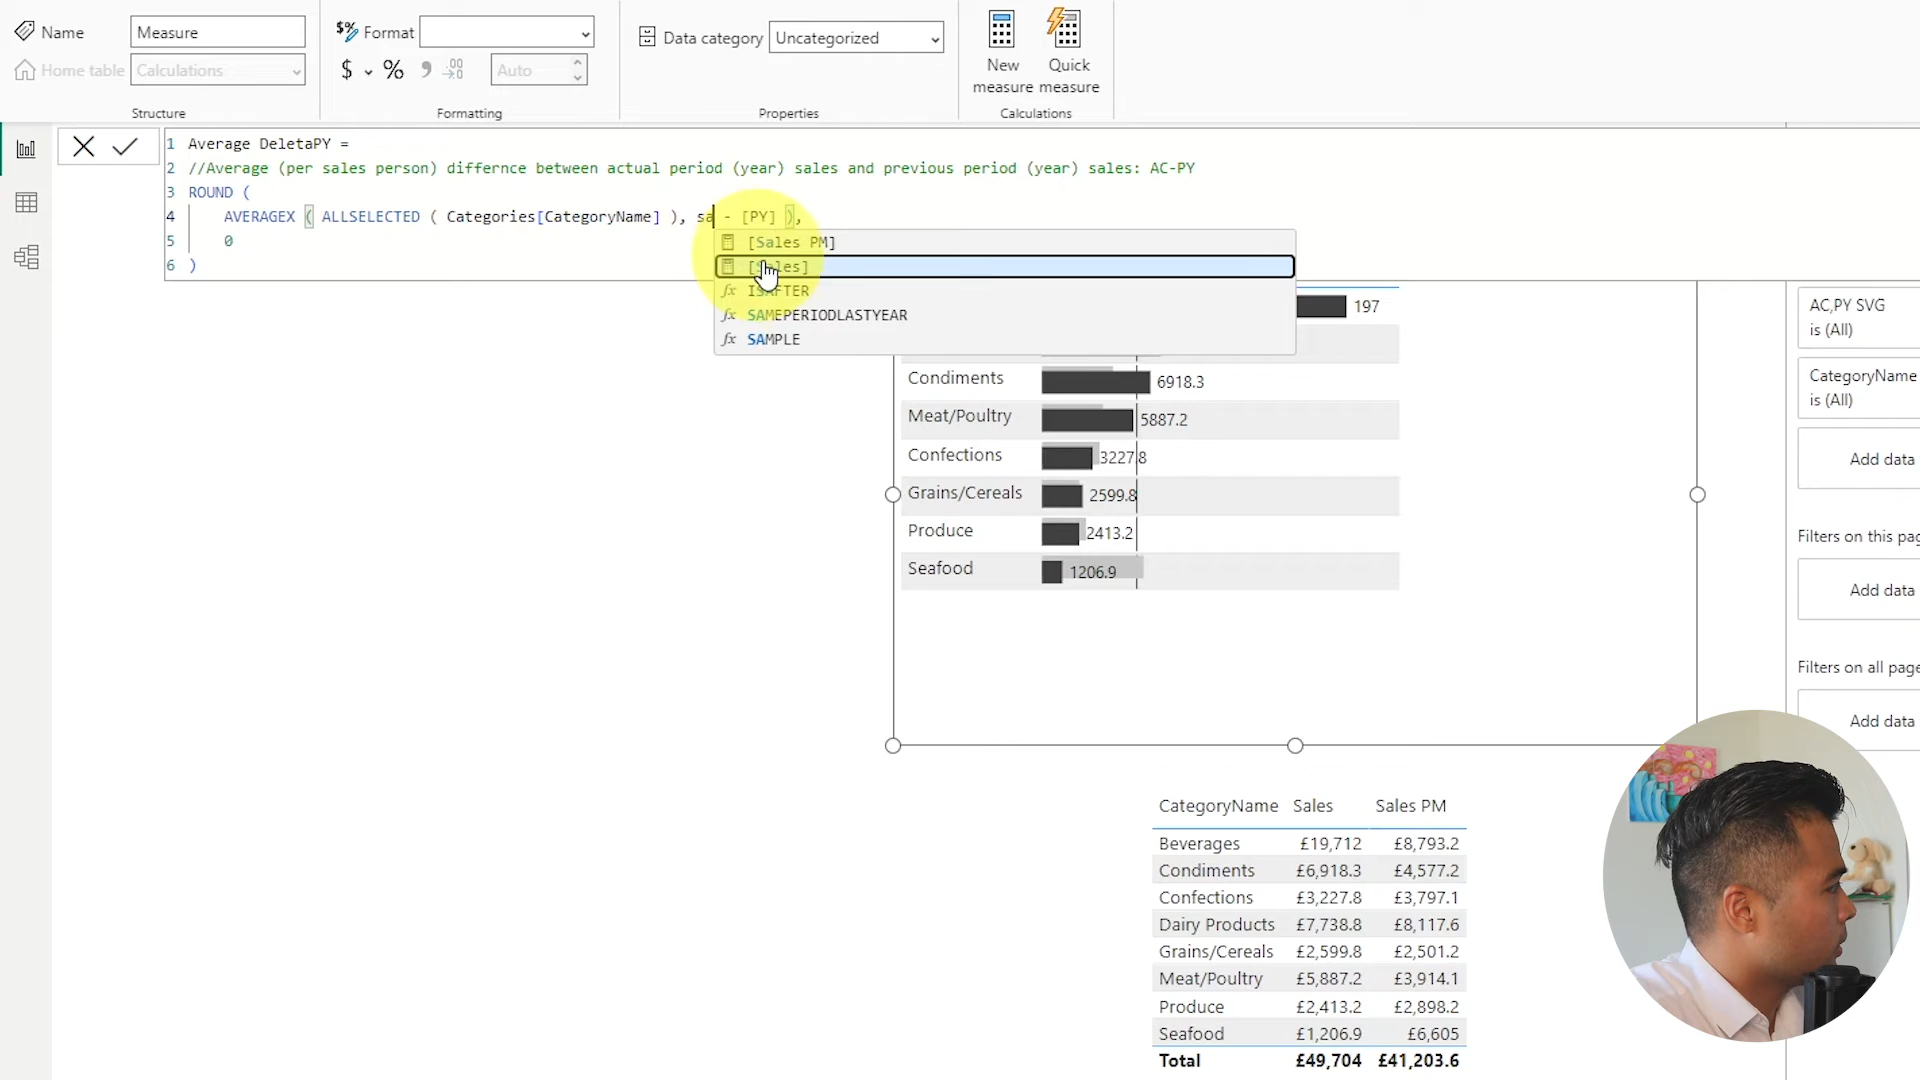 Name
Measure
Format
Data category
Uncategorized
New
measure
Quick
measure
Home table
Calculations
$
%
Auto
Structure
Formatting
Properties
Calculations
1 Average DeletaPY =
2 //Average (per sales person) differnce between actual period (year) sales and previous period (year) sales: AC-PY
3 ROUND (
4 AVERAGEX ( ALLSELECTED ( Categories[CategoryName] ), sa - [PY] ),
5 0
6 )
[Sales PM]
[Sales]
ISAFTER
SAMEPERIODLASTYEAR
SAMPLE
197
Condiments 6918.3
Meat/Poultry 5887.2
Confections 3227.8
Grains/Cereals 2599.8
Produce 2413.2
Seafood 1206.9
AC,PY SVG
is (All)
CategoryName
is (All)
Add data
Filters on this pag
Add data
Filters on all page
Add data
CategoryName Sales Sales PM
Beverages £19,712 £8,793.2
Condiments £6,918.3 £4,577.2
Confections £3,227.8 £3,797.1
Dairy Products £7,738.8 £8,117.6
Grains/Cereals £2,599.8 £2,501.2
Meat/Poultry £5,887.2 £3,914.1
Produce £2,413.2 £2,898.2
Seafood £1,206.9 £6,605
Total £49,704 £41,203.6